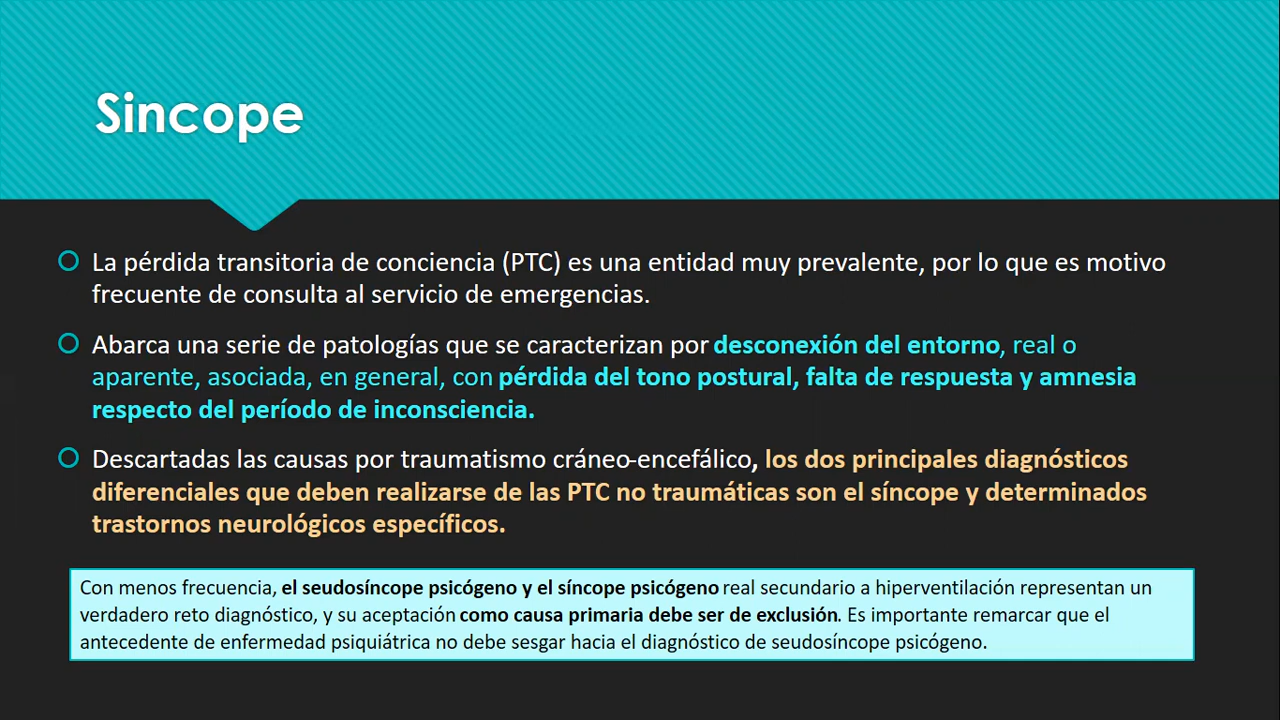 Sincope
La pérdida transitoria de conciencia (PTC) es una entidad muy prevalente, por lo que es motivo
frecuente de consulta al servicio de emergencias.
Abarca una serie de patologías que se caracterizan por desconexión del entorno, real o
aparente, asociada, en general, con pérdida del tono postural, falta de respuesta y amnesia
respecto del período de inconsciencia.
Descartadas las causas por traumatismo cráneo-encefálico, los dos principales diagnósticos
diferenciales que deben realizarse de las PTC no traumáticas son el síncope y determinados
trastornos neurológicos específicos.
Con menos frecuencia, el seudosíncope psicógeno y el síncope psicógeno real secundario a hiperventilación representan un
verdadero reto diagnóstico, y su aceptación como causa primaria debe ser de exclusión. Es importante remarcar que el
antecedente de enfermedad psiquiátrica no debe sesgar hacia el diagnóstico de seudosíncope psicógeno.